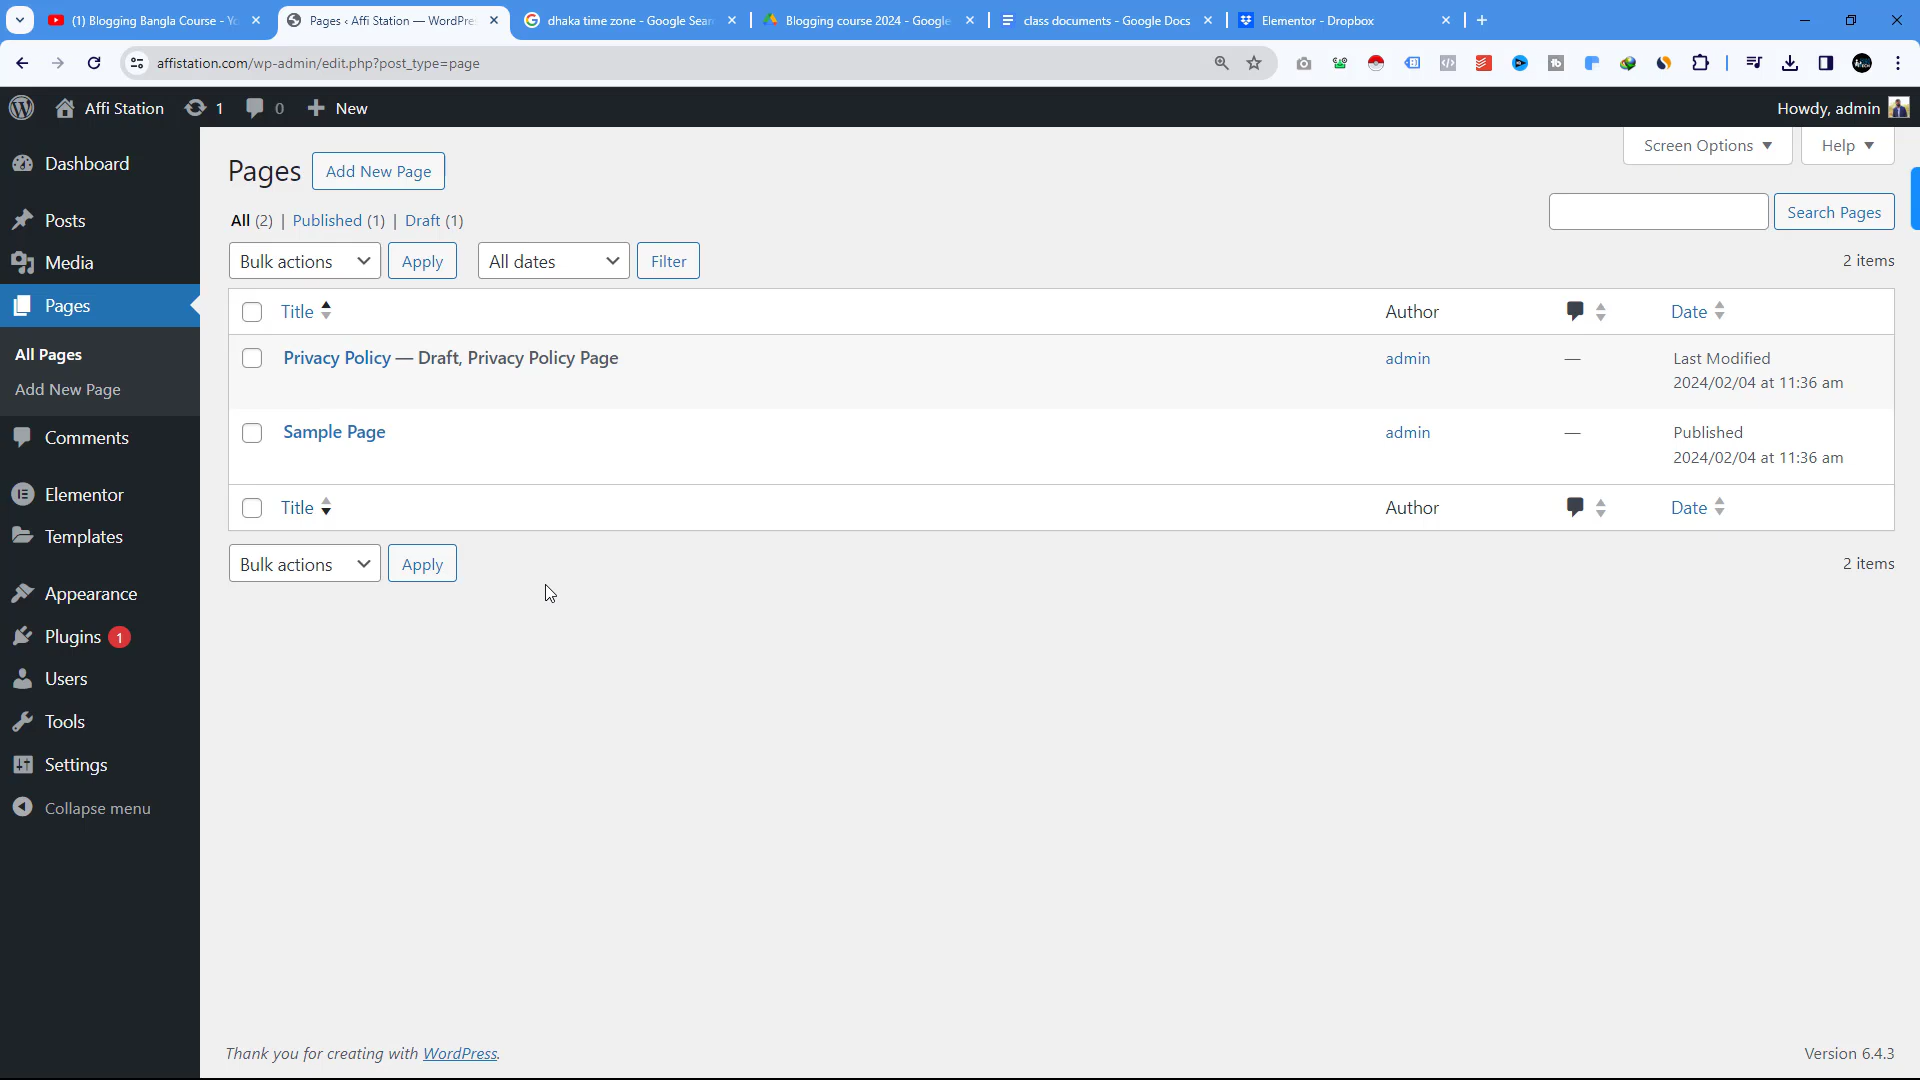 (1) Blogging Bangla Course - Yo
Pages ‹ Affi Station — WordPres
dhaka time zone - Google Sear
Blogging course 2024 - Google
class documents - Google Docs
Elementor - Dropbox
affistation.com/wp-admin/edit.php?post_type=page
Affi Station
1
0
New
Howdy, admin
Dashboard
Posts
Media
Pages
All Pages
Add New Page
Comments
Elementor
Templates
Appearance
Plugins 1
Users
Tools
Settings
Collapse menu
Screen Options
Help
Pages
Add New Page
All (2) | Published (1) | Draft (1)
Search Pages
Bulk actions
Apply
All dates
Filter
2 items
Title
Author
Date
Privacy Policy — Draft, Privacy Policy Page
admin
—
Last Modified
2024/02/04 at 11:36 am
Sample Page
admin
—
Published
2024/02/04 at 11:36 am
Title
Author
Date
Bulk actions
Apply
2 items
Thank you for creating with WordPress.
Version 6.4.3